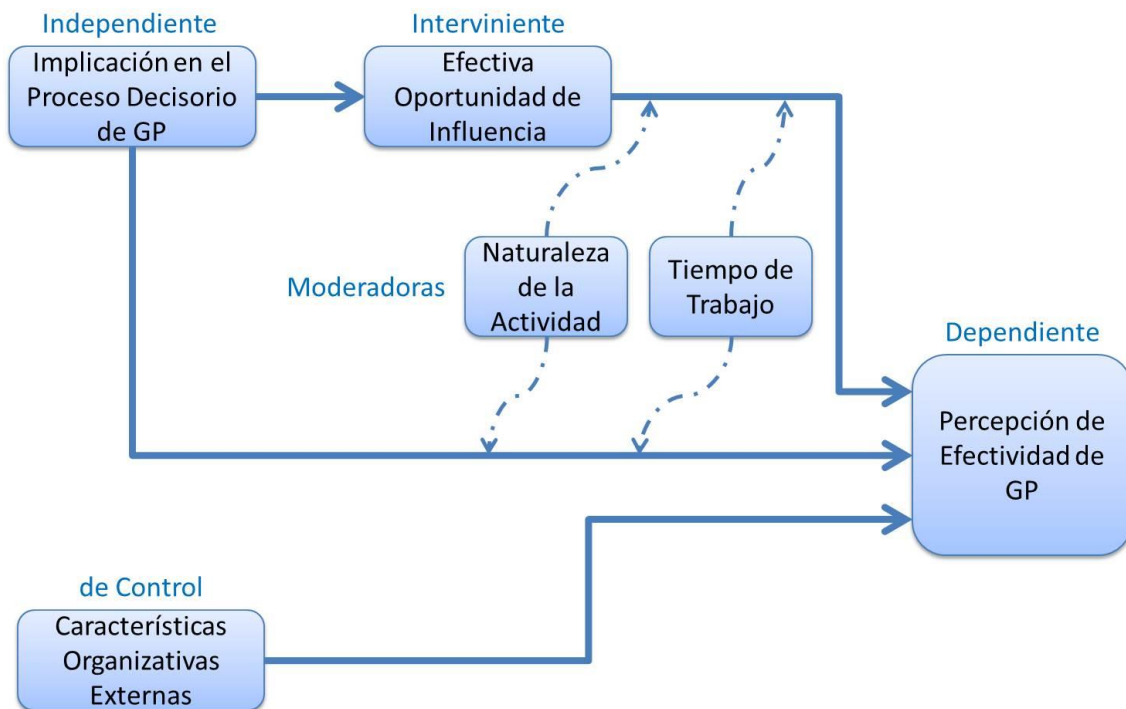 Independiente
Implicación en el
Proceso Decisorio
de GP
Interviniente
Efectiva
Oportunidad de
Influencia
Moderadoras
Naturaleza
de la
Actividad
Tiempo de
Trabajo
Dependiente
Percepción de
Efectividad de
GP
de Control
Característicias
Organizativas
Externas